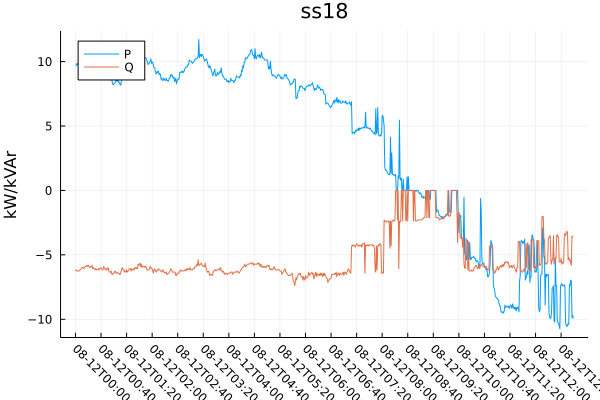 ss18
P
Q
kW/kVAr
10
5
0
−5
−10
08-12T00:00
08-12T00:40
08-12T01:20
08-12T02:00
08-12T02:40
08-12T03:20
08-12T04:00
08-12T04:40
08-12T05:20
08-12T06:00
08-12T06:40
08-12T07:20
08-12T08:00
08-12T08:40
08-12T09:20
08-12T10:00
08-12T10:40
08-12T11:20
08-12T12:00
08-12T12